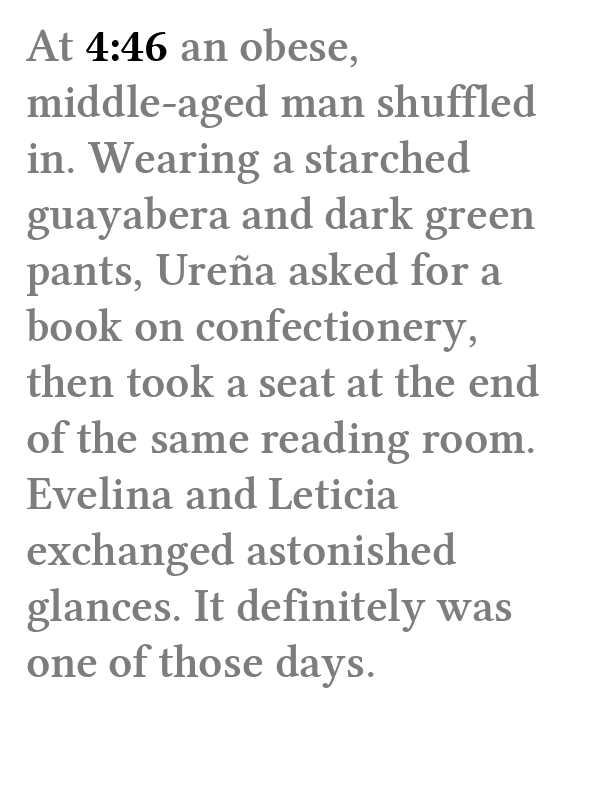 At 4:46 an obese,
middle-aged man shuffled
in. Wearing a starched
guayabera and dark green
pants, Ureña asked for a
book on confectionery,
then took a seat at the end
of the same reading room.
Evelina and Leticia
exchanged astonished
glances. It definitely was
one of those days.